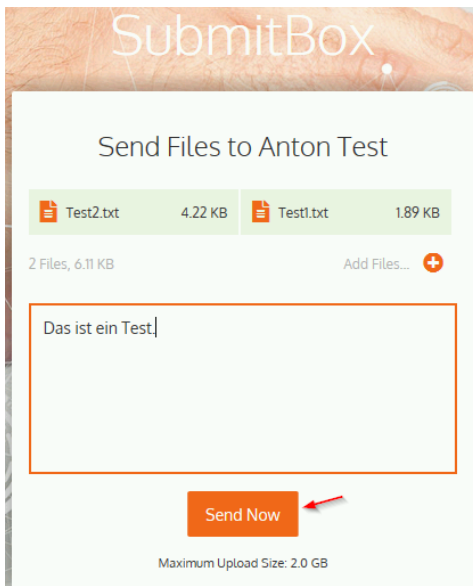 SubmitBox
Send Files to Anton Test
Test2.txt 4.22 KB Test1.txt 1.89 KB
2 Files, 6.11 KB Add Files...
Das ist ein Test.
Send Now
Maximum Upload Size: 2.0 GB